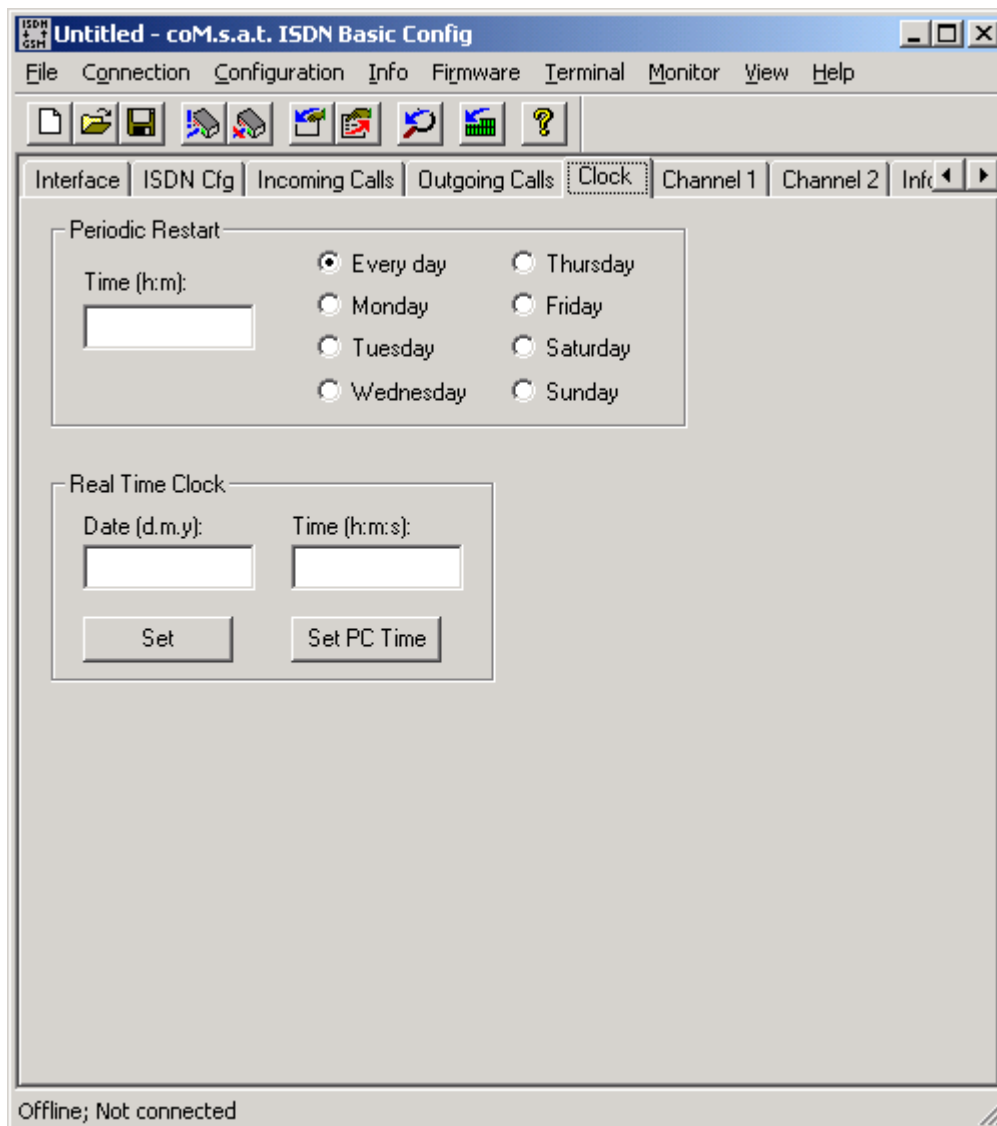 ISDN
GSM
Untitled - coM.s.a.t. ISDN Basic Config
File Connection Configuration Info Firmware Terminal Monitor View Help
Interface ISDN Cfg Incoming Calls Outgoing Calls Clock Channel 1 Channel 2
Periodic Restart
Time (h:m):
Every day
Monday
Tuesday
Wednesday
Thursday
Friday
Saturday
Sunday
Real Time Clock
Date (d.m.y):
Time (h:m:s):
Set
Set PC Time
Offline; Not connected